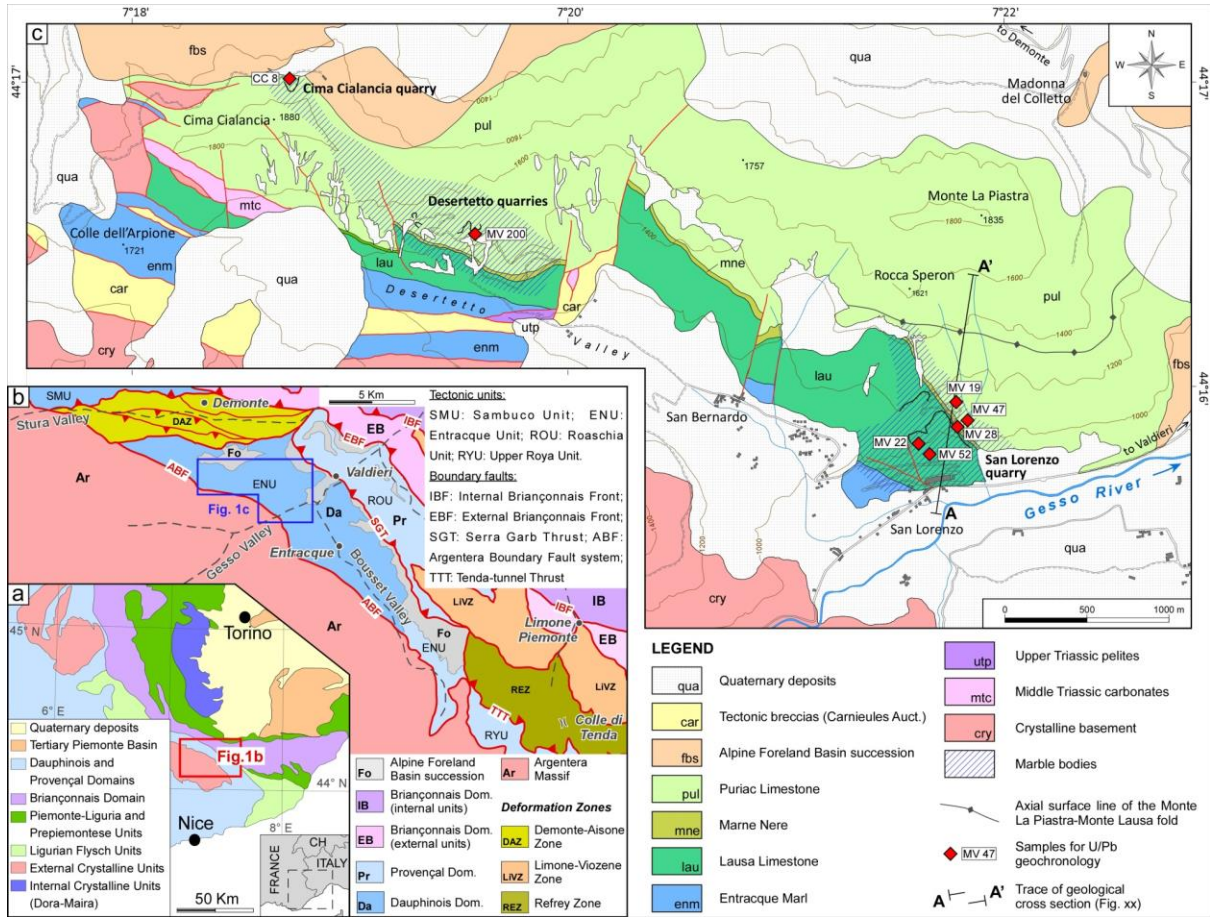 7°18'
7°20'
7°22'
c
fbs
CC 8
Cima Cialancia quarry
44°17'
Cima Cialancia
1880
1400
1600
1800
pul
qua
to Demonte
Madonna
del Colletto
N
W
E
S
44°17'
qua
mtc
Colle dell'Arpione
1721
enm
car
cry
qua
Desertetto quarries
MV 200
lau
Desertetto
car
utp
enm
Valley
1600
1400
mne
1757
Monte La Piastra
1800
1835
A'
Rocca Speron
1621
1600
pul
1400
1200
fbs
1000
lau
San Bernardo
MV 19
MV 47
MV 28
MV 22
MV 52
San Lorenzo
quarry
to Valdieri
44°16'
A
San Lorenzo
Gesso River
qua
1400
1200
1000
cry
0
500
1000 m
b
SMU
Demonte
Stura Valley
DAZ
5 Km
EB
IBF
EBF
Fo
Ar
ABF
ENU
Fig. 1c
Valdieri
ROU
Da
SGT
Pr
Gesso Valley
Entracque
Bousset Valley
ABF
Ar
LiVZ
IBF
IB
Limone
Piemonte
EB
Fo
ENU
REZ
LiVZ
TTT
RYU
Colle di
Tenda
Tectonic units:
SMU: Sambuco Unit; ENU:
Entracque Unit; ROU: Roaschia
Unit; RYU: Upper Roya Unit.
Boundary faults:
IBF: Internal Briançonnais Front;
EBF: External Briançonnais Front;
SGT: Serra Garb Thrust; ABF:
Argentera Boundary Fault system;
TTT: Tenda-tunnel Thrust
a
45° N
Torino
6° E
Fig.1b
44° N
Nice
8° E
CH
FRANCE
ITALY
50 Km
Quaternary deposits
Tertiary Piemonte Basin
Dauphinois and
Provençal Domains
Briançonnais Domain
Piemonte-Liguria and
Prepiemontese Units
Ligurian Flysch Units
External Crystalline Units
Internal Crystalline Units
(Dora-Maira)
Fo
Alpine Foreland
Basin succession
IB
Briançonnais Dom.
(internal units)
EB
Briançonnais Dom.
(external units)
Pr
Provençal Dom.
Da
Dauphinois Dom.
Ar
Argentera
Massif
Deformation Zones
DAZ
Demonte-Aisone
Zone
LiVZ
Limone-Viozene
Zone
REZ
Refrey Zone
LEGEND
qua
Quaternary deposits
car
Tectonic breccias (Carnieules Auct.)
fbs
Alpine Foreland Basin succession
pul
Puriac Limestone
mne
Marne Nere
lau
Lausa Limestone
enm
Entracque Marl
utp
Upper Triassic pelites
mtc
Middle Triassic carbonates
cry
Crystalline basement
Marble bodies
Axial surface line of the Monte
La Piastra-Monte Lausa fold
MV 47
Samples for U/Pb
geochronology
A
A'
Trace of geological
cross section (Fig. xx)